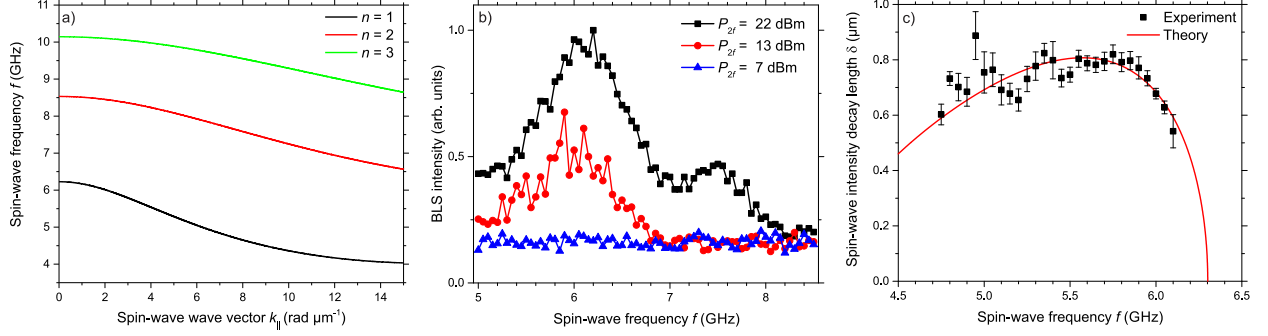 a)
n = 1
n = 2
n = 3
Spin-wave frequency f (GHz)
11
10
9
8
7
6
5
4
3
0 2 4 6 8 10 12 14
Spin-wave wave vector k|| (rad µm⁻¹)
b)
P2f = 22 dBm
P2f = 13 dBm
P2f = 7 dBm
BLS intensity (arb. units)
1.0
0.5
0.0
5 6 7 8
Spin-wave frequency f (GHz)
c)
Experiment
Theory
Spin-wave intensity decay length δ (µm)
1.0
0.8
0.6
0.4
0.2
0.0
4.5 5.0 5.5 6.0 6.5
Spin-wave frequency f (GHz)